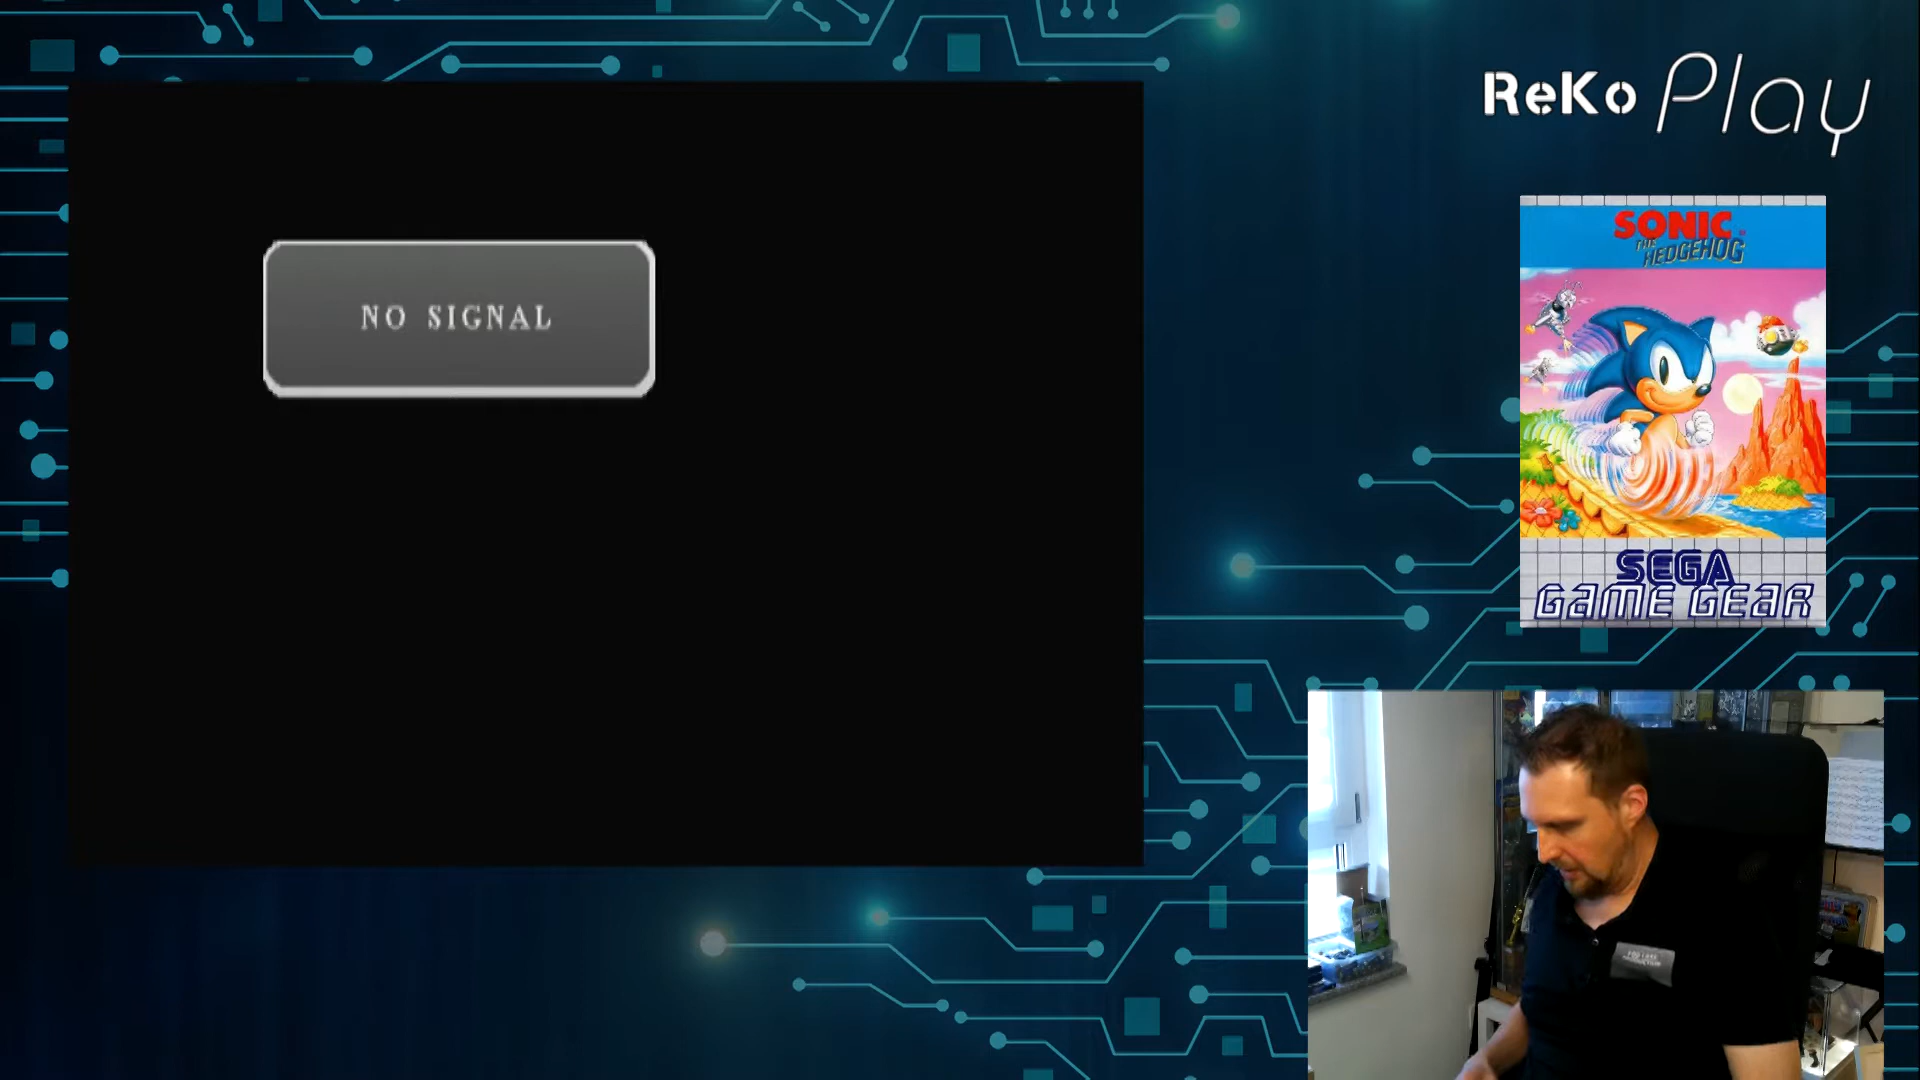 NO SIGNAL
ReKo Play
SONIC
THE
HEDGEHOG
SEGA
GAME GEAR